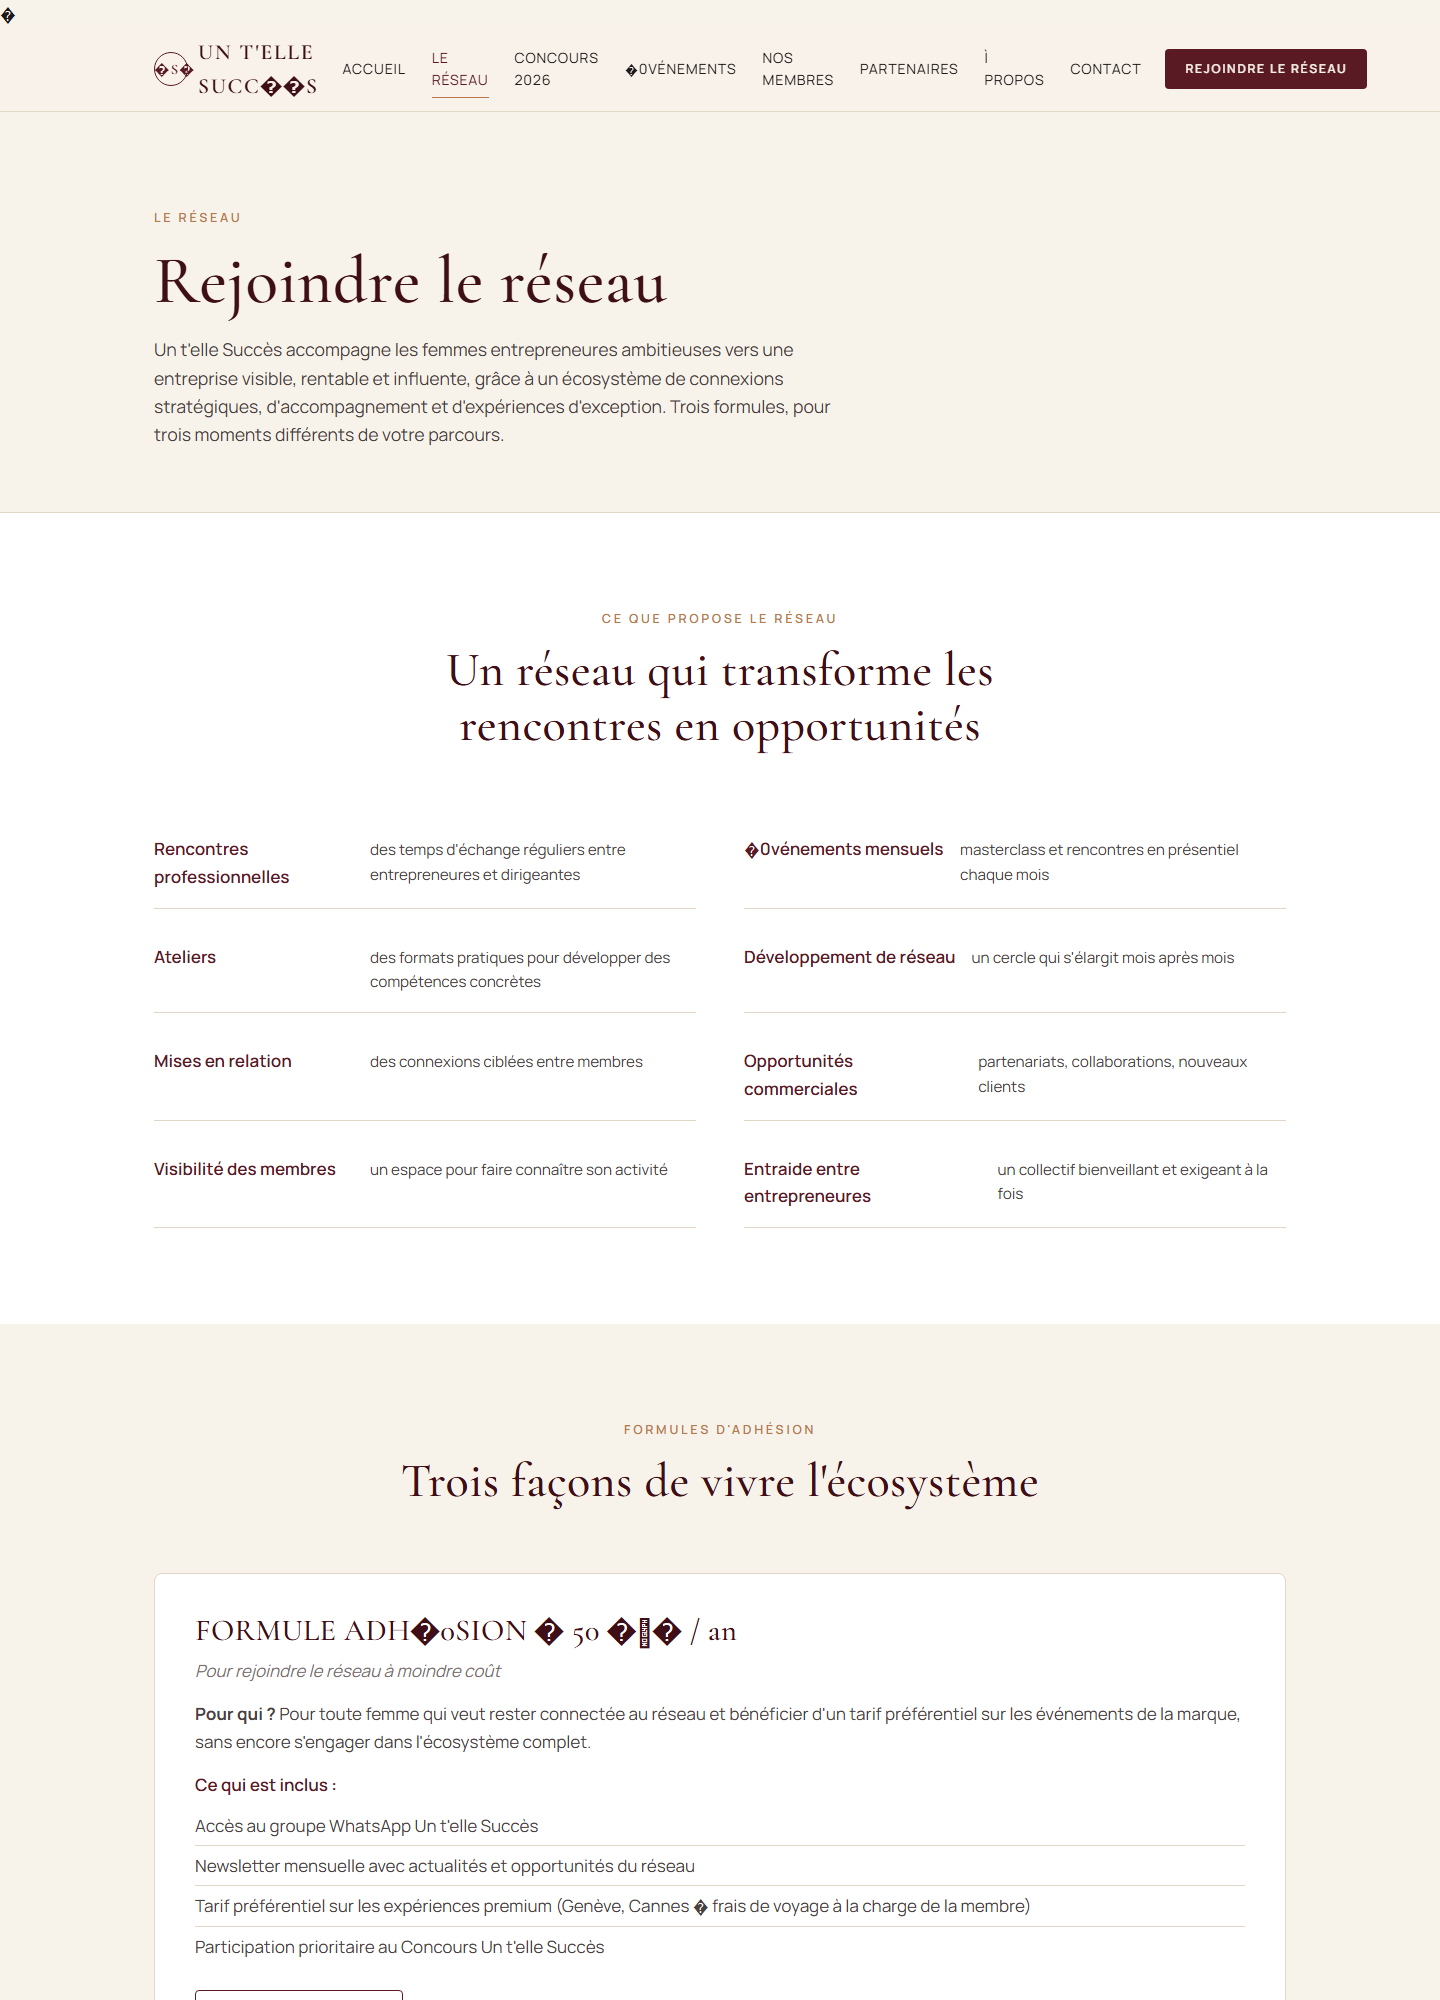 �
�S�
UN T'ELLE
SUCC��S
ACCUEIL
LE
RÉSEAU
CONCOURS
2026
�0VÉNEMENTS
NOS
MEMBRES
PARTENAIRES
Ì
PROPOS
CONTACT
REJOINDRE LE RÉSEAU
LE RÉSEAU
Rejoindre le réseau
Un t'elle Succès accompagne les femmes entrepreneures ambitieuses vers une
entreprise visible, rentable et influente, grâce à un écosystème de connexions
stratégiques, d'accompagnement et d'expériences d'exception. Trois formules, pour
trois moments différents de votre parcours.
CE QUE PROPOSE LE RÉSEAU
Un réseau qui transforme les
rencontres en opportunités
Rencontres
professionnelles
des temps d'échange réguliers entre
entrepreneures et dirigeantes
�0vénements mensuels
masterclass et rencontres en présentiel
chaque mois
Ateliers
des formats pratiques pour développer des
compétences concrètes
Développement de réseau
un cercle qui s'élargit mois après mois
Mises en relation
des connexions ciblées entre membres
Opportunités
commerciales
partenariats, collaborations, nouveaux
clients
Visibilité des membres
un espace pour faire connaître son activité
Entraide entre
entrepreneures
un collectif bienveillant et exigeant à la
fois
FORMULES D'ADHÉSION
Trois façons de vivre l'écosystème
FORMULE ADH�0SION � 50 �� / an
Pour rejoindre le réseau à moindre coût
Pour qui ? Pour toute femme qui veut rester connectée au réseau et bénéficier d'un tarif préférentiel sur les événements de la marque,
sans encore s'engager dans l'écosystème complet.
Ce qui est inclus :
Accès au groupe WhatsApp Un t'elle Succès
Newsletter mensuelle avec actualités et opportunités du réseau
Tarif préférentiel sur les expériences premium (Genève, Cannes � frais de voyage à la charge de la membre)
Participation prioritaire au Concours Un t'elle Succès